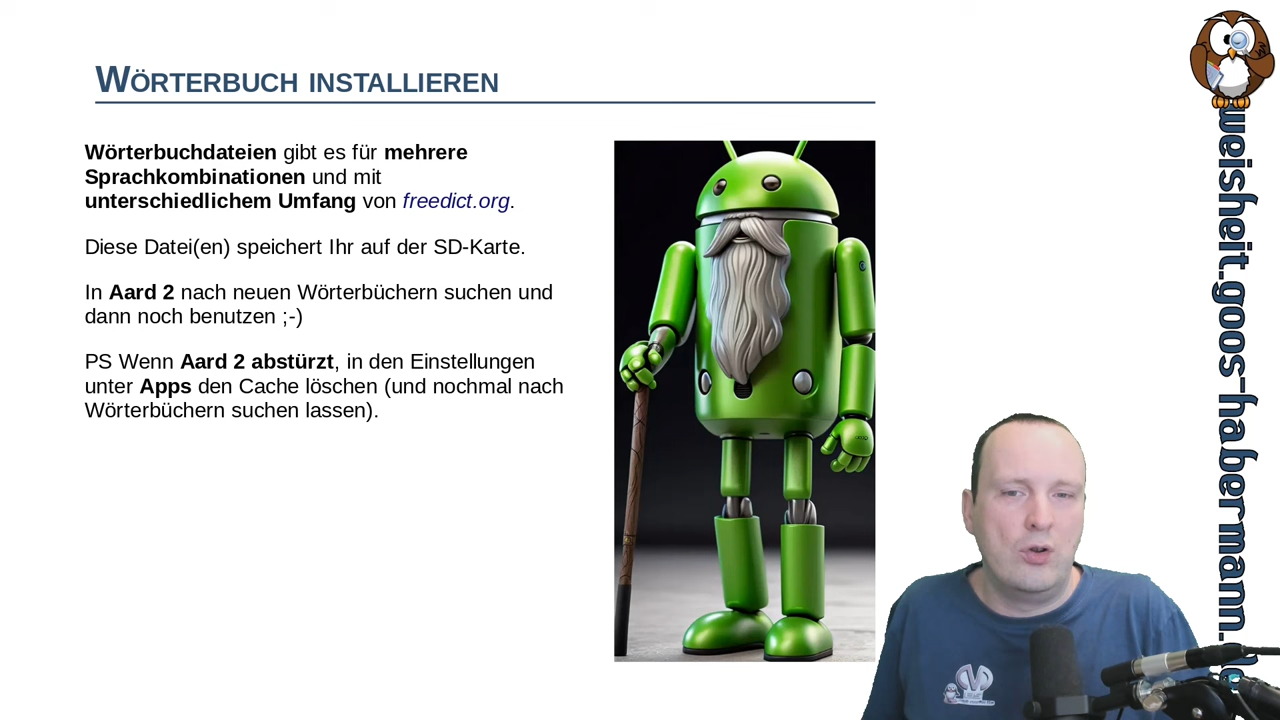 WÖRTERBUCH INSTALLIEREN
Wörterbuchdateien gibt es für mehrere
Sprachkombinationen und mit
unterschiedlichem Umfang von freedict.org.
Diese Datei(en) speichert Ihr auf der SD-Karte.
In Aard 2 nach neuen Wörterbüchern suchen und
dann noch benutzen ;-)
PS Wenn Aard 2 abstürzt, in den Einstellungen
unter Apps den Cache löschen (und nochmal nach
Wörterbüchern suchen lassen).
weisheit.goos-habermann.de